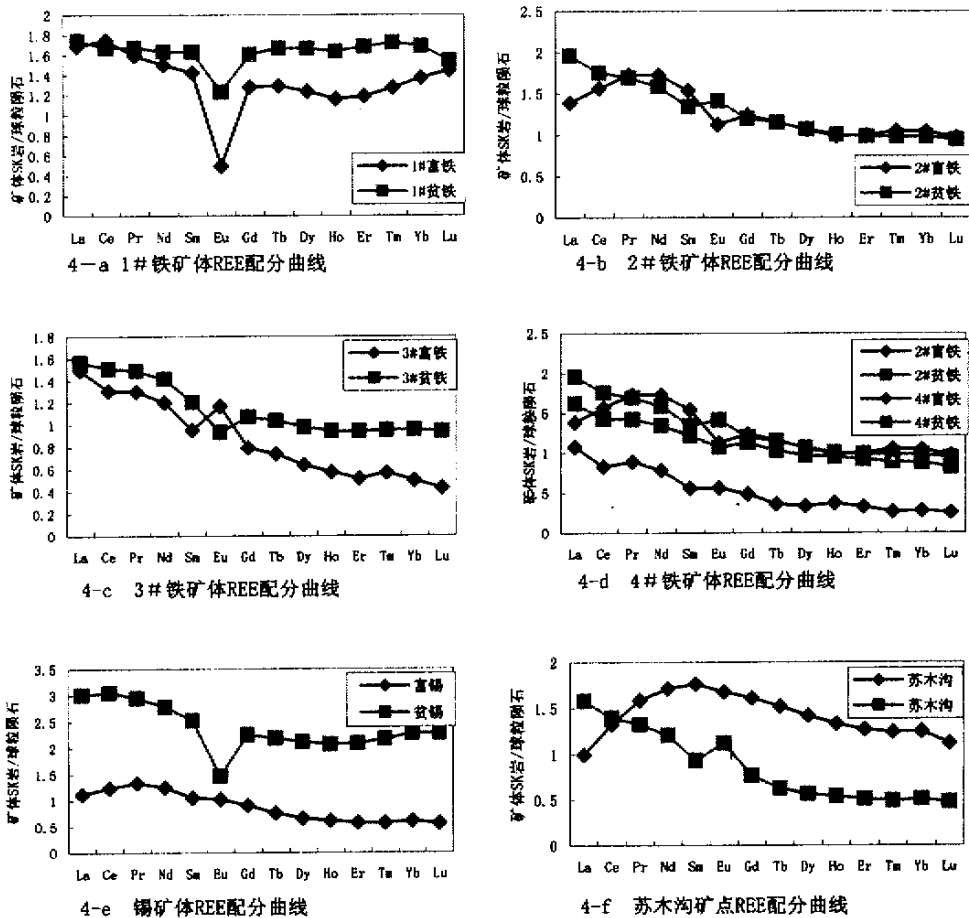 矿体SK岩/球粒陨石
2
1.8
1.6
1.4
1.2
1
0.8
0.6
0.4
0.2
0
1#富铁
1#贫铁
La Ce Pr Nd Sm Eu Gd Tb Dy Ho Er Tm Yb Lu
4—a 1#铁矿体REE配分曲线
矿体SK岩/球粒陨石
2.5
2
1.5
1
0.5
2#富铁
2#贫铁
La Ce Pr Nd Sm Eu Gd Tb Dy Ho Er Tm Yb Lu
4-b 2#铁矿体REE配分曲线
矿体SK岩/球粒陨石
1.8
1.6
1.4
1.2
1
0.8
0.6
0.4
0.2
0
3#富铁
3#贫铁
La Ce Pr Nd Sm Eu Gd Tb Dy Ho Er Tm Yb Lu
4-c 3#铁矿体REE配分曲线
体SK岩/球粒陨石
2.5
2
5
1
5
0
2#富铁
2#贫铁
4#富铁
4#贫铁
La Ce Pr Nd Sm Eu Gd Tb Dy Ho Er Tm Yb Lu
4-d 4#铁矿体REE配分曲线
矿体SK岩/球粒陨石
3.5
3
2.5
2
1.5
1
0.5
0
富锡
贫锡
La Ce Pr Nd Sm Eu Gd Tb Dy Ho Er Tm Yb Lu
4-e 锡矿体REE配分曲线
矿体SK岩/球粒陨石
2
1.5
1
0.5
0
苏木沟
苏木沟
La Ce Pr Nd Sm Eu Gd Tb Dy Ho Er Tm Yb Lu
4-f 苏木沟矿点REE配分曲线